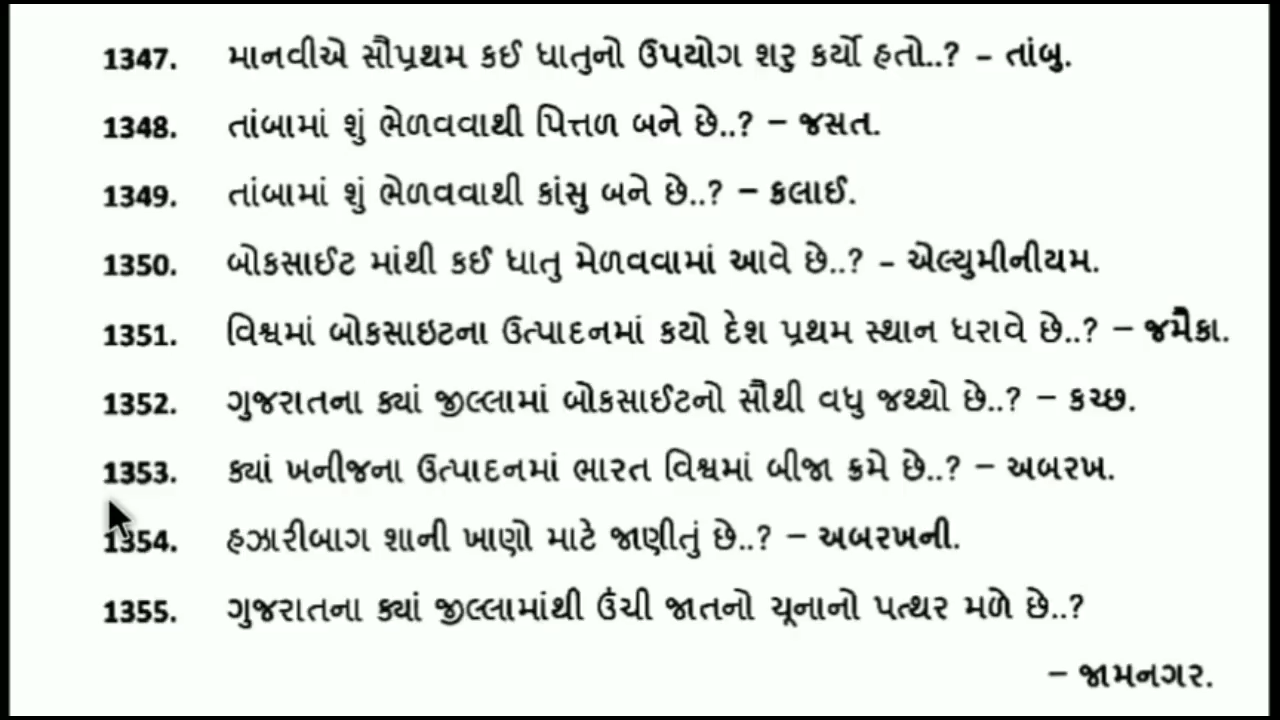 1347. માનવીએ સૌપ્રથમ કઈ ધાતુનો ઉપયોગ શરુ કર્યો હતો..? – તાંબુ.
1348. તાંબામાં શું ભેળવવાથી પિત્તળ બને છે..? – જસત.
1349. તાંબામાં શું ભેળવવાથી કાંસુ બને છે..? – કલાઈ.
1350. બોકસાઈટ માંથી કઈ ધાતુ મેળવવામાં આવે છે..? – એલ્યુમીનીયમ.
1351. વિશ્વમાં બોકસાઇટના ઉત્પાદનમાં કયો દેશ પ્રથમ સ્થાન ધરાવે છે..? – જમૈકા.
1352. ગુજરાતના ક્યાં જીલ્લામાં બોકસાઈટનો સૌથી વધુ જથ્થો છે..? – કચ્છ.
1353. ક્યાં ખનીજના ઉત્પાદનમાં ભારત વિશ્વમાં બીજા ક્રમે છે..? – અબરખ.
1354. હઝારીબાગ શાની ખાણો માટે જાણીતું છે..? – અબરખની.
1355. ગુજરાતના ક્યાં જીલ્લામાંથી ઉંચી જાતનો ચૂનાનો પત્થર મળે છે..?
– જામનગર.